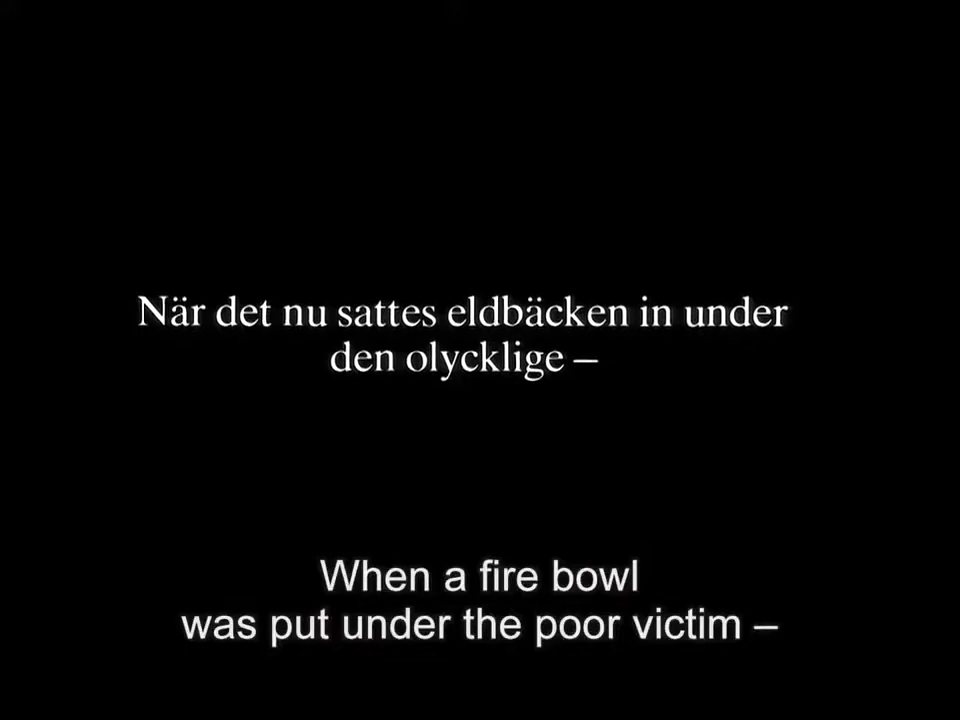 När det nu sattes eldbäcken in under
den olycklige –
When a fire bowl
was put under the poor victim –